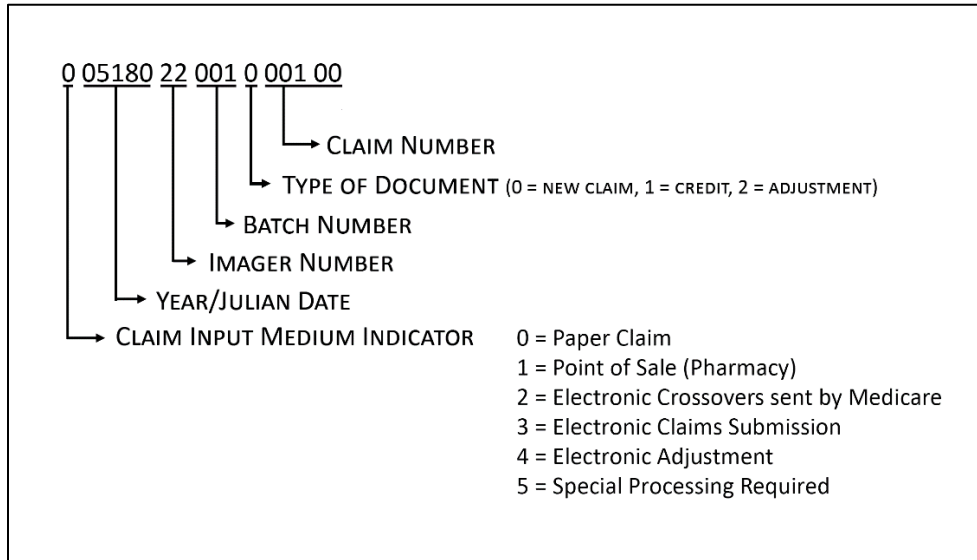 0 05180 22 001 0 001 00
CLAIM NUMBER
TYPE OF DOCUMENT (0 = NEW CLAIM, 1 = CREDIT, 2 = ADJUSTMENT)
BATCH NUMBER
IMAGER NUMBER
YEAR/JULIAN DATE
CLAIM INPUT MEDIUM INDICATOR
0 = Paper Claim
1 = Point of Sale (Pharmacy)
2 = Electronic Crossovers sent by Medicare
3 = Electronic Claims Submission
4 = Electronic Adjustment
5 = Special Processing Required